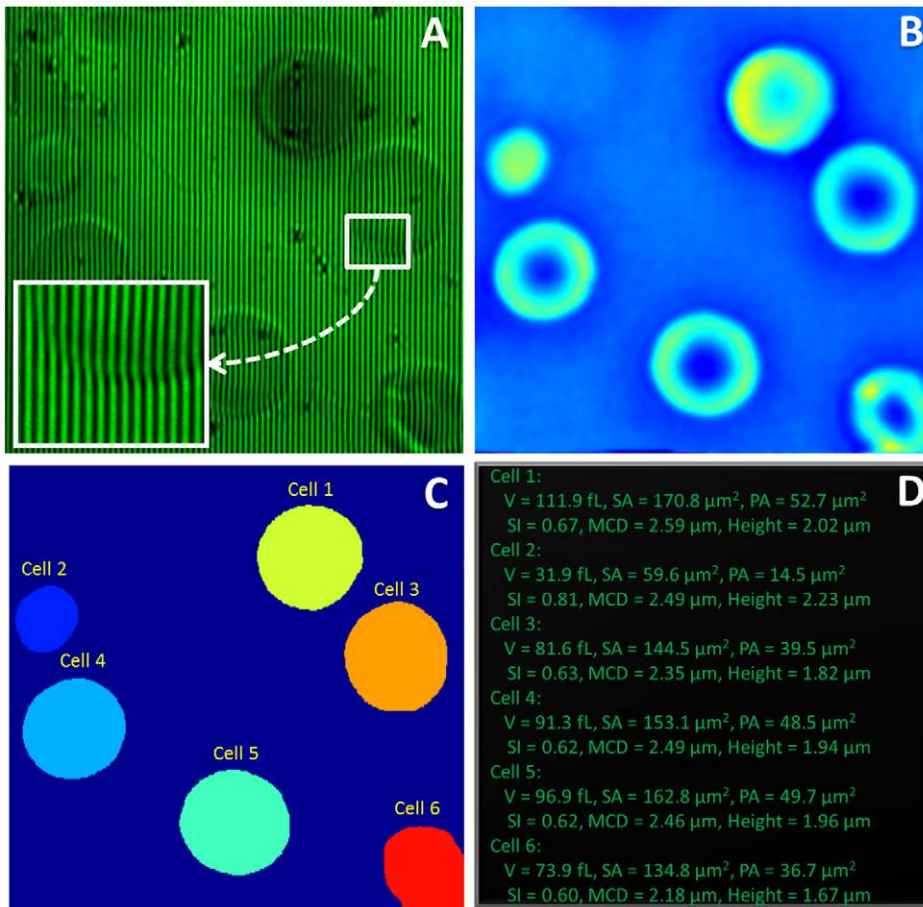 A
B
C
Cell 1
Cell 2
Cell 3
Cell 4
Cell 5
Cell 6
D
Cell 1:
V = 111.9 fL, SA = 170.8 µm², PA = 52.7 µm²
SI = 0.67, MCD = 2.59 µm, Height = 2.02 µm
Cell 2:
V = 31.9 fL, SA = 59.6 µm², PA = 14.5 µm²
SI = 0.81, MCD = 2.49 µm, Height = 2.23 µm
Cell 3:
V = 81.6 fL, SA = 144.5 µm², PA = 39.5 µm²
SI = 0.63, MCD = 2.35 µm, Height = 1.82 µm
Cell 4:
V = 91.3 fL, SA = 153.1 µm², PA = 48.5 µm²
SI = 0.62, MCD = 2.49 µm, Height = 1.94 µm
Cell 5:
V = 96.9 fL, SA = 162.8 µm², PA = 49.7 µm²
SI = 0.62, MCD = 2.46 µm, Height = 1.96 µm
Cell 6:
V = 73.9 fL, SA = 134.8 µm², PA = 36.7 µm²
SI = 0.60, MCD = 2.18 µm, Height = 1.67 µm